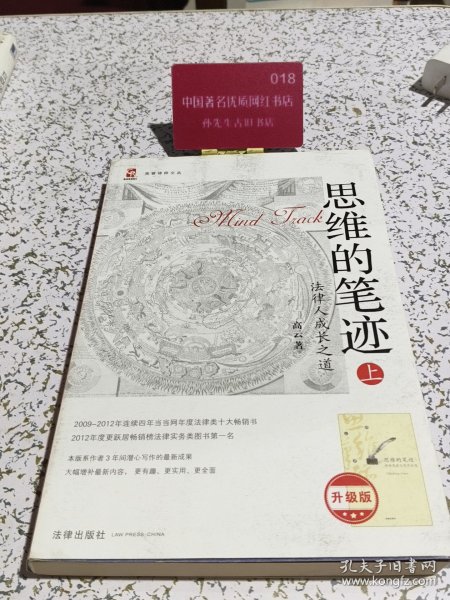 018
中国著名优质网红书店
孙先生古旧书店
思维的笔迹
Mind Track
法律人成长之道
高云 著
上
2009-2012年连续四年当当网年度法律类十大畅销书
2012年度更跃居畅销榜法律实务类图书第一名
本版系作者3年间潜心写作的最新成果
大幅增补最新内容，更有趣、更实用、更全面
思维的笔迹
升级版
法律出版社
LAW PRESS·CHINA
孔夫子旧书网
www.kongfz.com